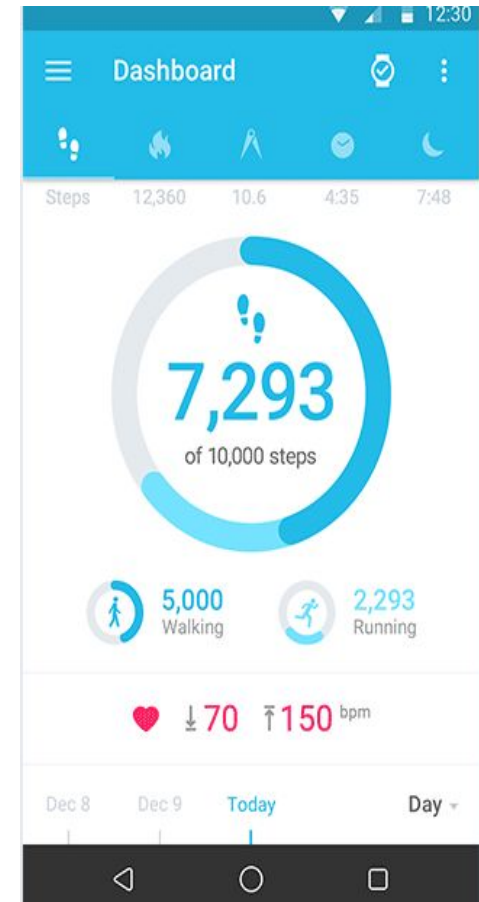 12:30
Dashboard
Steps 12,360 10.6 4:35 7:48
7,293
of 10,000 steps
5,000 2,293
Walking Running
70 150 bpm
Dec 8 Dec 9 Today Day